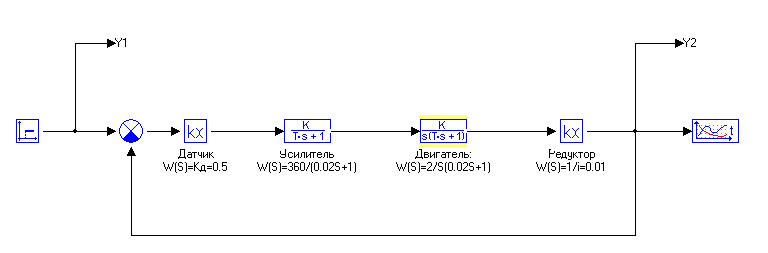 Y1
Y2
kx
K
T*s + 1
K
s(T*s + 1)
kx
t
Датчик
W(S)=Kд=0.5
Усилитель
W(S)=360/(0.02S+1)
Двигатель:
W(S)=2/S(0.02S+1)
Редуктор
W(S)=1/i=0.01